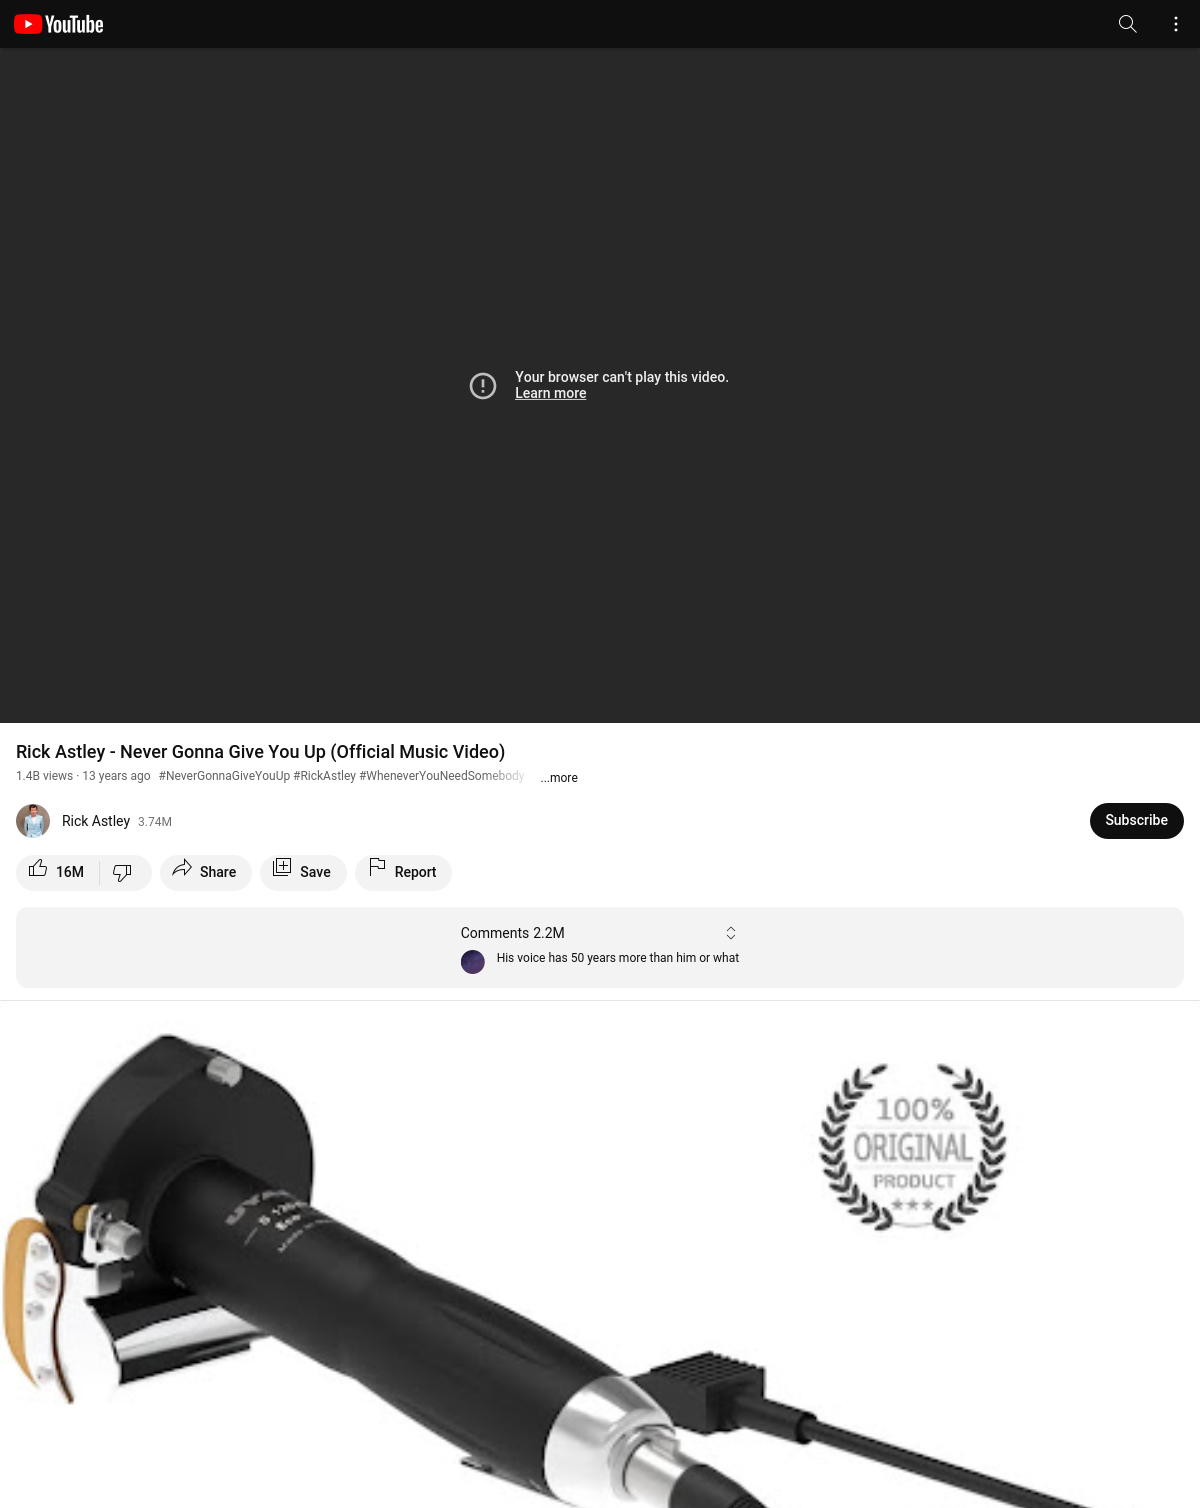 YouTube
Your browser can't play this video.
Learn more
Rick Astley - Never Gonna Give You Up (Official Music Video)
1.4B views · 13 years ago #NeverGonnaGiveYouUp #RickAstley #WheneverYouNeedSomebody ...more
Rick Astley 3.74M
Subscribe
16M
Share
Save
Report
Comments 2.2M
His voice has 50 years more than him or what
100%
ORIGINAL
PRODUCT